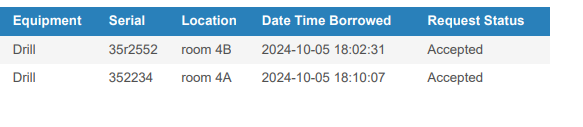 Equipment Serial Location Date Time Borrowed Request Status
Drill 35r2552 room 4B 2024-10-05 18:02:31 Accepted
Drill 352234 room 4A 2024-10-05 18:10:07 Accepted